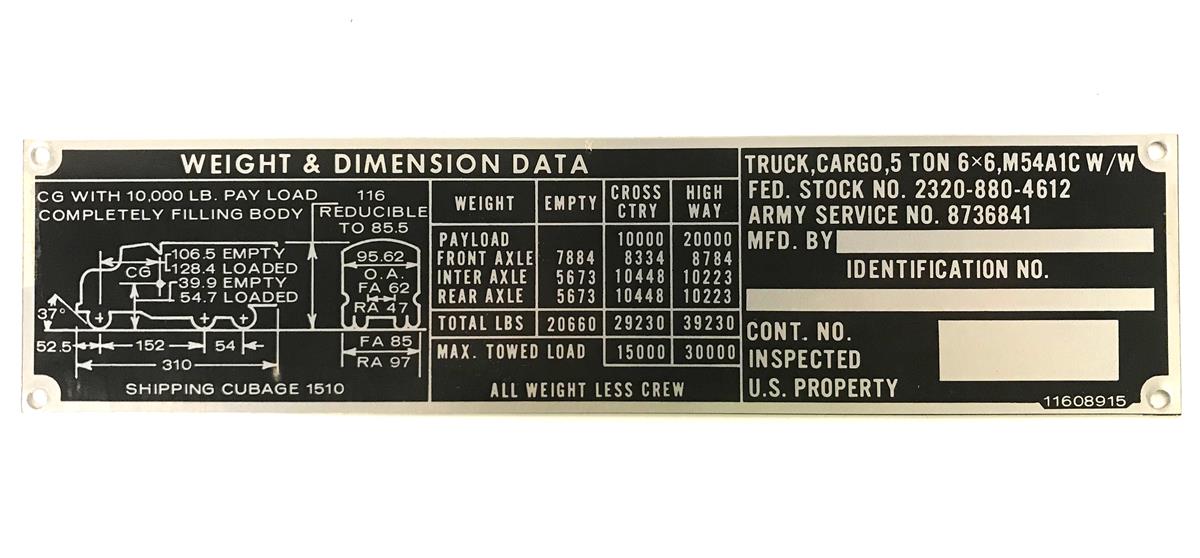 WEIGHT & DIMENSION DATA
CG WITH 10,000 LB. PAY LOAD
COMPLETELY FILLING BODY
116
REDUCIBLE
TO 85.5
106.5 EMPTY
128.4 LOADED
CG
39.9 EMPTY
54.7 LOADED
37°
95.62
O.A.
FA 62
RA 47
52.5
152
54
310
FA 85
RA 97
SHIPPING CUBAGE 1510
WEIGHT EMPTY CROSS CTRY HIGH WAY
PAYLOAD 10000 20000
FRONT AXLE 7884 8334 8784
INTER AXLE 5673 10448 10223
REAR AXLE 5673 10448 10223
TOTAL LBS 20660 29230 39230
MAX. TOWED LOAD 15000 30000
ALL WEIGHT LESS CREW
TRUCK,CARGO,5 TON 6×6,M54A1C W/W
FED. STOCK NO. 2320-880-4612
ARMY SERVICE NO. 8736841
MFD. BY
IDENTIFICATION NO.
CONT. NO.
INSPECTED
U.S. PROPERTY
11608915